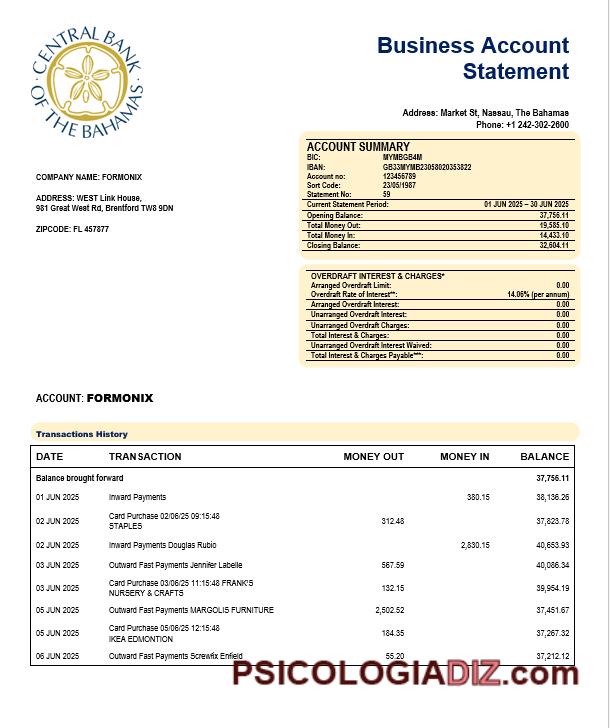 CENTRAL BANK
OF THE BAHAMAS
Business Account
Statement
Address: Market St, Nassau, The Bahamas
Phone: +1 242-302-2600
COMPANY NAME: FORMONIX
ADDRESS: WEST Link House,
981 Great West Rd, Brentford TW8 9DN
ZIPCODE: FL 457877
ACCOUNT SUMMARY
BIC: MYMBGB4M
IBAN: GB33MYMB23058020353822
Account no: 123456789
Sort Code: 23/05/1987
Statement No: 59
Current Statement Period: 01 JUN 2025 – 30 JUN 2025
Opening Balance: 37,756.11
Total Money Out: 19,585.10
Total Money In: 14,433.10
Closing Balance: 32,604.11
OVERDRAFT INTEREST & CHARGES*
Arranged Overdraft Limit: 0.00
Overdraft Rate of Interest**: 14.06% (per annum)
Arranged Overdraft Interest: 0.00
Unarranged Overdraft Interest: 0.00
Unarranged Overdraft Charges: 0.00
Total Interest & Charges: 0.00
Unarranged Overdraft Interest Waived: 0.00
Total Interest & Charges Payable***: 0.00
ACCOUNT: FORMONIX
Transactions History
DATE TRANSACTION MONEY OUT MONEY IN BALANCE
Balance brought forward 37,756.11
01 JUN 2025 Inward Payments 380.15 38,136.26
02 JUN 2025 Card Purchase 02/06/25 09:15:48
STAPLES 312.48 37,823.78
02 JUN 2025 Inward Payments Douglas Rubio 2,830.15 40,653.93
03 JUN 2025 Outward Fast Payments Jennifer Labelle 567.59 40,086.34
03 JUN 2025 Card Purchase 03/06/25 11:15:48 FRANK'S
NURSERY & CRAFTS 132.15 39,954.19
05 JUN 2025 Outward Fast Payments MARGOLIS FURNITURE 2,502.52 37,451.67
05 JUN 2025 Card Purchase 05/06/25 12:15:48
IKEA EDMONTION 184.35 37,267.32
06 JUN 2025 Outward Fast Payments Screwfix Enfield 55.20 37,212.12
PSICOLOGIADIZ.com